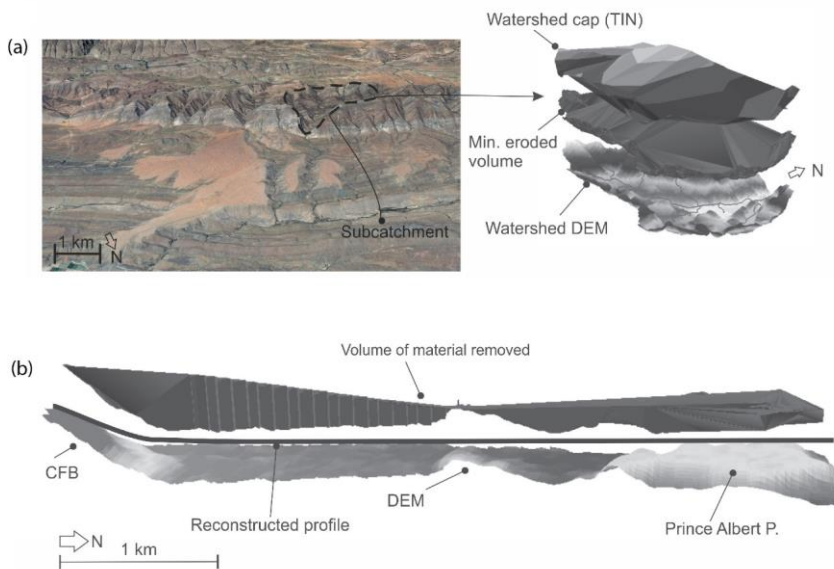 (a)
Watershed cap (TIN)
Min. eroded
volume
N
Watershed DEM
Subcatchment
1 km
N
(b)
Volume of material removed
CFB
DEM
Reconstructed profile
Prince Albert P.
N
1 km